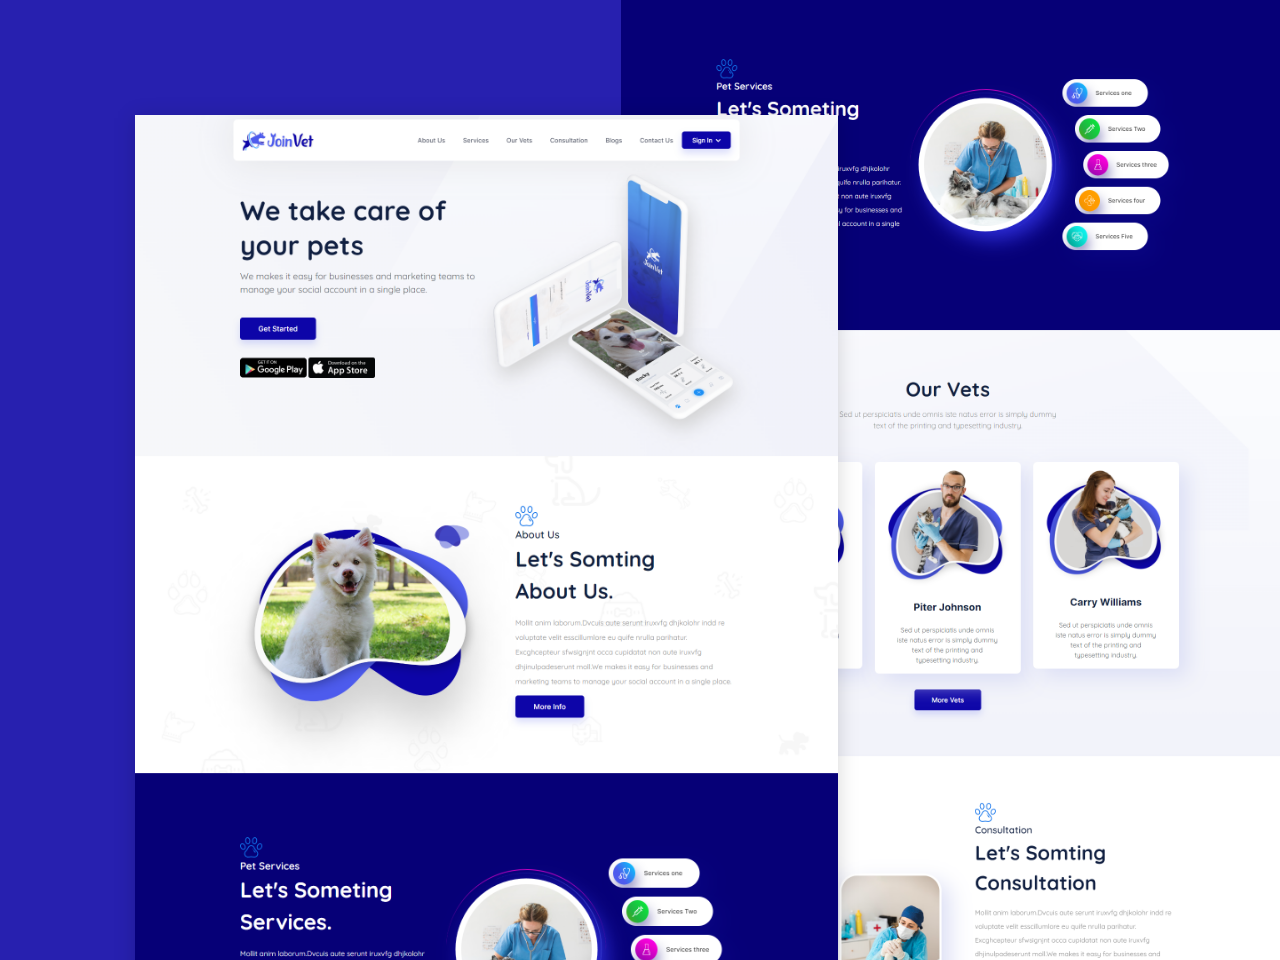 JoinVet
About Us
Services
Our Vets
Consultation
Blogs
Contact Us
Sign In
We take care of
your pets
We makes it easy for businesses and marketing teams to
manage your social account in a single place.
Get Started
GET IT ON
Google Play
Download on the
App Store
JoinVet
JoinVet
Rocky
About Us
Let's Somting
About Us.
Mollit anim laborum.Dvcuis aute serunt iruxvfg dhjkolohr indd re
voluptate velit esscillumlore eu quife nrulla parihatur.
Excghcepteur sfwsignjnt occa cupidatat non aute iruxvfg
dhjinulpadeserunt moll.We makes it easy for businesses and
marketing teams to manage your social account in a single place.
More Info
Pet Services
Let's Someting
Services.
Mollit anim laborum.Dvcuis aute serunt iruxvfg dhjkolohr
Services one
Services Two
Services three
Pet Services
Let's Someting
iruxvfg dhjkolohr
quife nrulla parihatur.
non aute iruxvfg
y for businesses and
l account in a single
Services one
Services Two
Services three
Services four
Services Five
Our Vets
Sed ut perspiciatis unde omnis iste natus error is simply dummy
text of the printing and typesetting industry.
Piter Johnson
Sed ut perspiciatis unde omnis
iste natus error is simply dummy
text of the printing and
typesetting industry.
Carry Williams
Sed ut perspiciatis unde omnis
iste natus error is simply dummy
text of the printing and
typesetting industry.
More Vets
Consultation
Let's Somting
Consultation
Mollit anim laborum.Dvcuis aute serunt iruxvfg dhjkolohr indd re
voluptate velit esscillumlore eu quife nrulla parihatur.
Excghcepteur sfwsignjnt occa cupidatat non aute iruxvfg
dhjinulpadeserunt moll.We makes it easy for businesses and